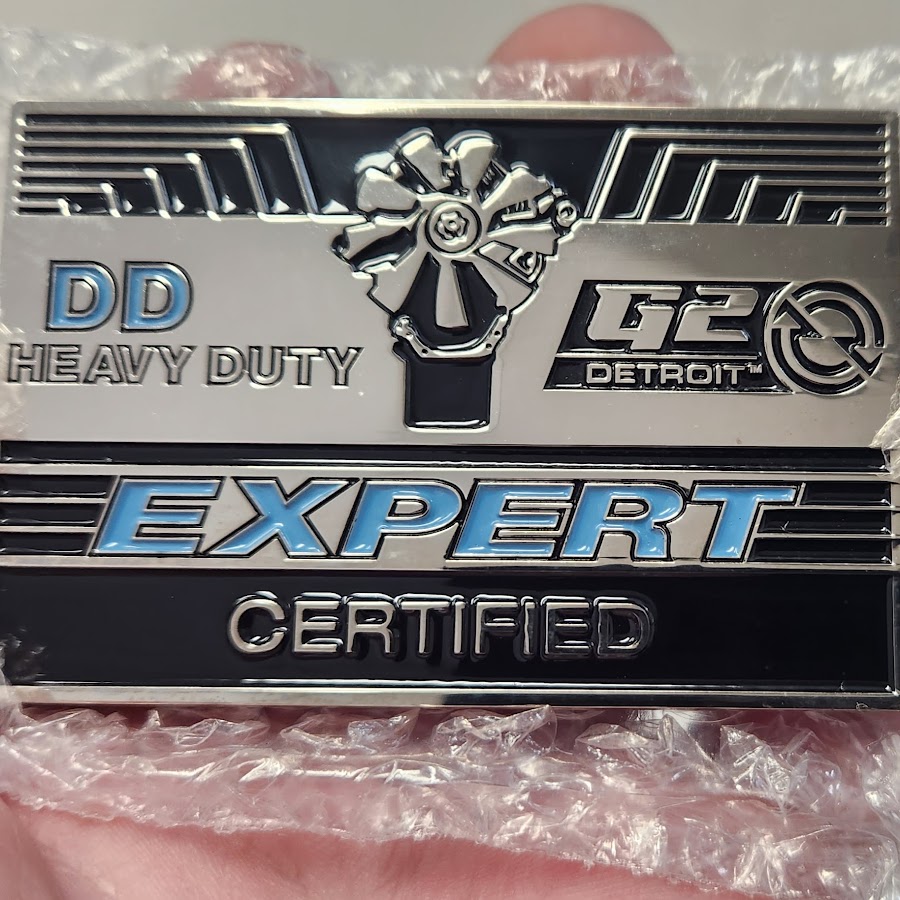 DD
HEAVY DUTY
G2
DETROIT™
EXPERT
CERTIFIED